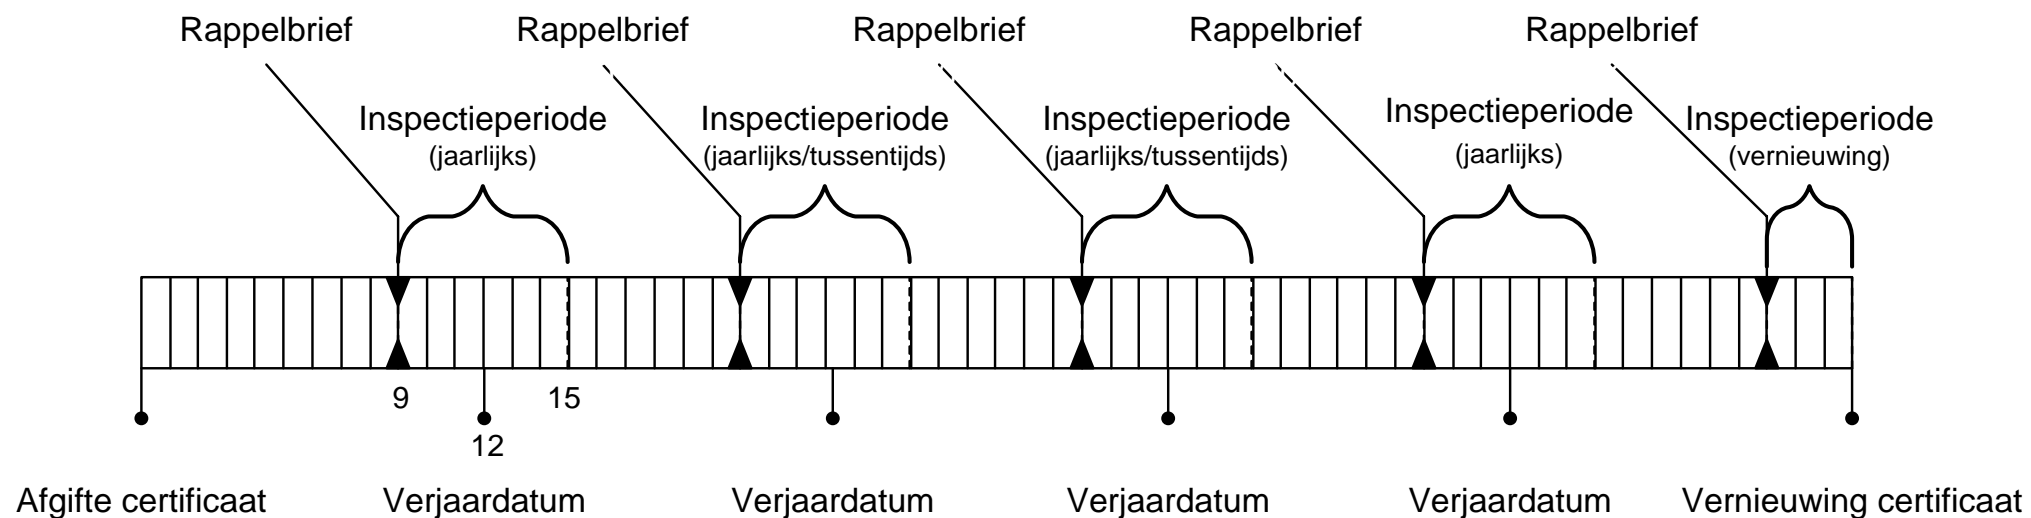 Rappelbrief
Rappelbrief
Rappelbrief
Rappelbrief
Rappelbrief
Inspectieperiode
(jaarlijks)
Inspectieperiode
(jaarlijks/tussentijds)
Inspectieperiode
(jaarlijks/tussentijds)
Inspectieperiode
(jaarlijks)
Inspectieperiode
(vernieuwing)
9
15
12
Afgifte certificaat
Verjaardatum
Verjaardatum
Verjaardatum
Verjaardatum
Vernieuwing certificaat